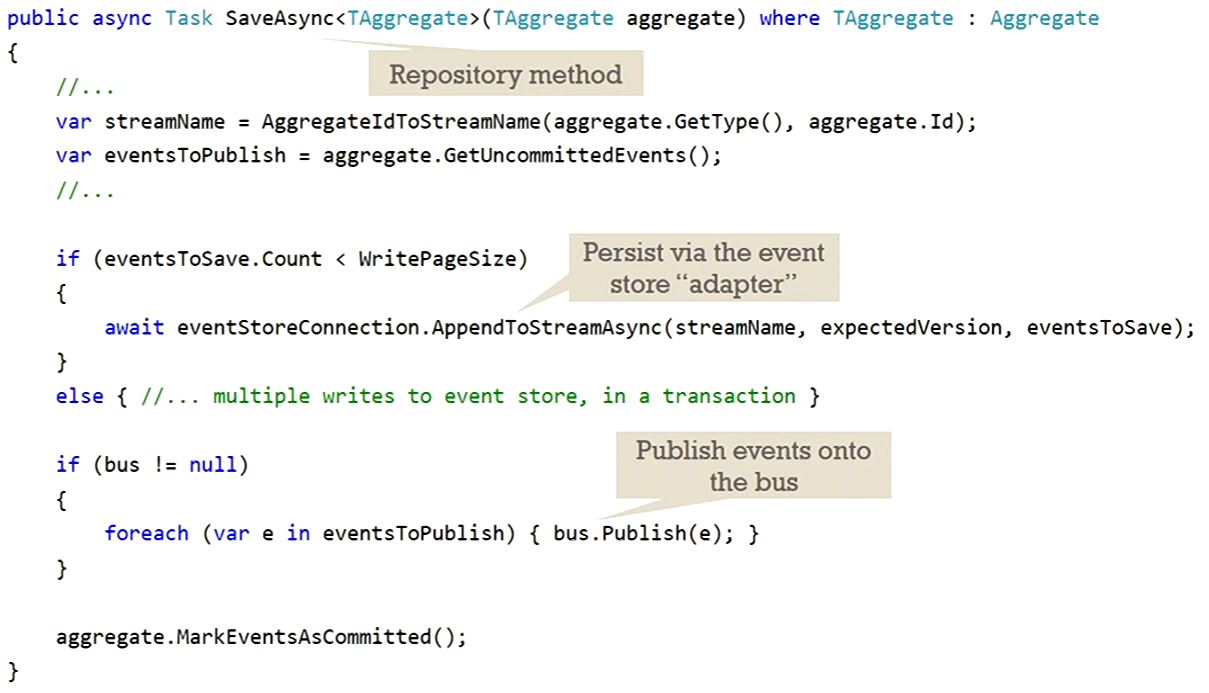 public async Task SaveAsync<TAggregate>(TAggregate aggregate) where TAggregate : Aggregate
{
Repository method
//...
var streamName = AggregateIdToStreamName(aggregate.GetType(), aggregate.Id);
var eventsToPublish = aggregate.GetUncommittedEvents();
//...
if (eventsToSave.Count < WritePageSize)
Persist via the event
store “adapter”
{
await eventStoreConnection.AppendToStreamAsync(streamName, expectedVersion, eventsToSave);
}
else { //... multiple writes to event store, in a transaction }
if (bus != null)
Publish events onto
the bus
{
foreach (var e in eventsToPublish) { bus.Publish(e); }
}
aggregate.MarkEventsAsCommitted();
}